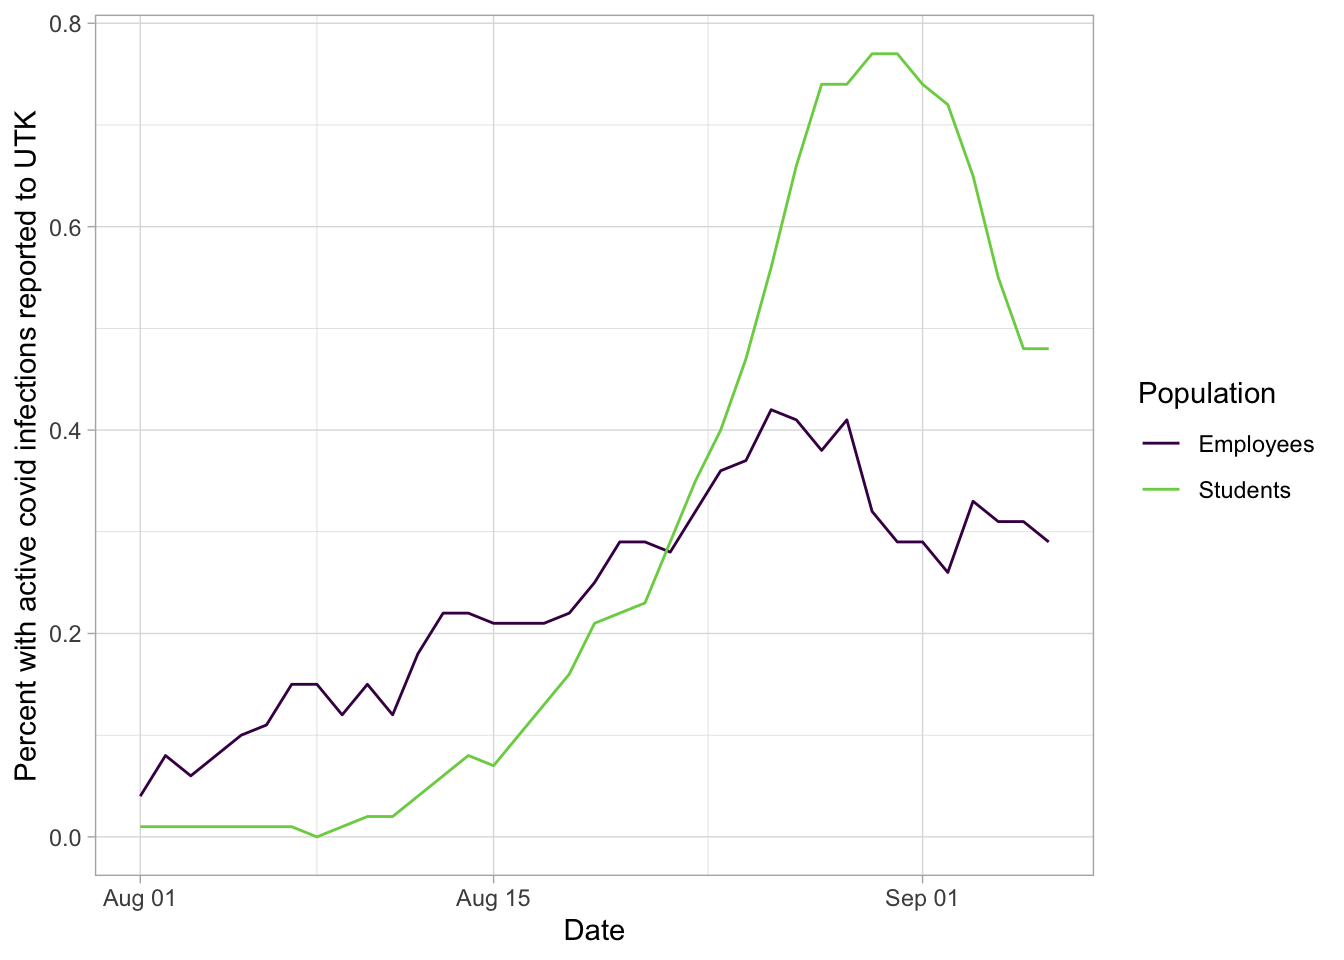 Percent with active covid infections reported to UTK
0.8
0.6
0.4
0.2
0.0
Aug 01
Aug 15
Sep 01
Date
Population
Employees
Students